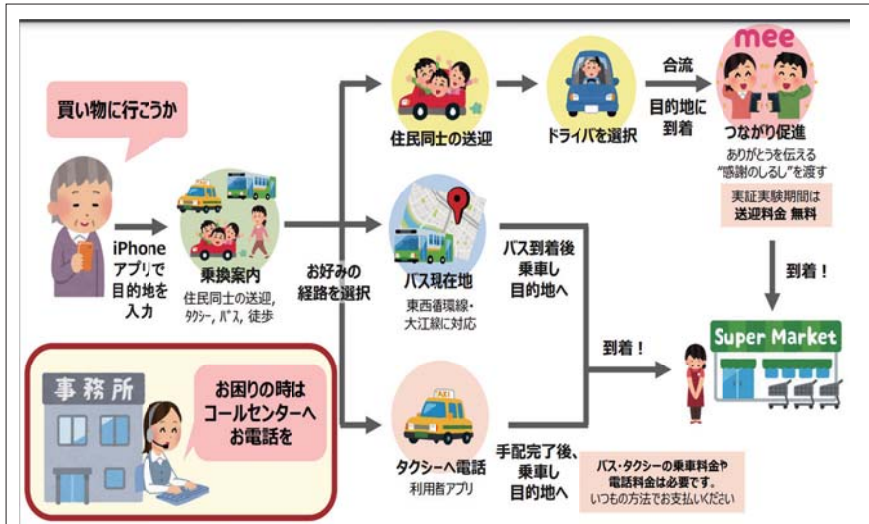 買い物に行こうか
iPhone
アプリで
目的地を
入力
乗換案内
住民同士の送迎,
タクシー, バス, 徒歩
お好みの
経路を選択
住民同士の送迎
ドライバを選択
合流
目的地に
到着
mee
つながり促進
ありがとうを伝える
“感謝のしるし”を渡す
実証実験期間は
送迎料金 無料
到着！
バス現在地
東西循環線・
大江線に対応
バス到着後
乗車し
目的地へ
到着！
Super Market
TAXI
タクシーへ電話
利用者アプリ
手配完了後、
乗車し
目的地へ
バス・タクシーの乗車料金や
電話料金は必要です。
いつもの方法でお支払いください
事務所
お困りの時は
コールセンターへ
お電話を